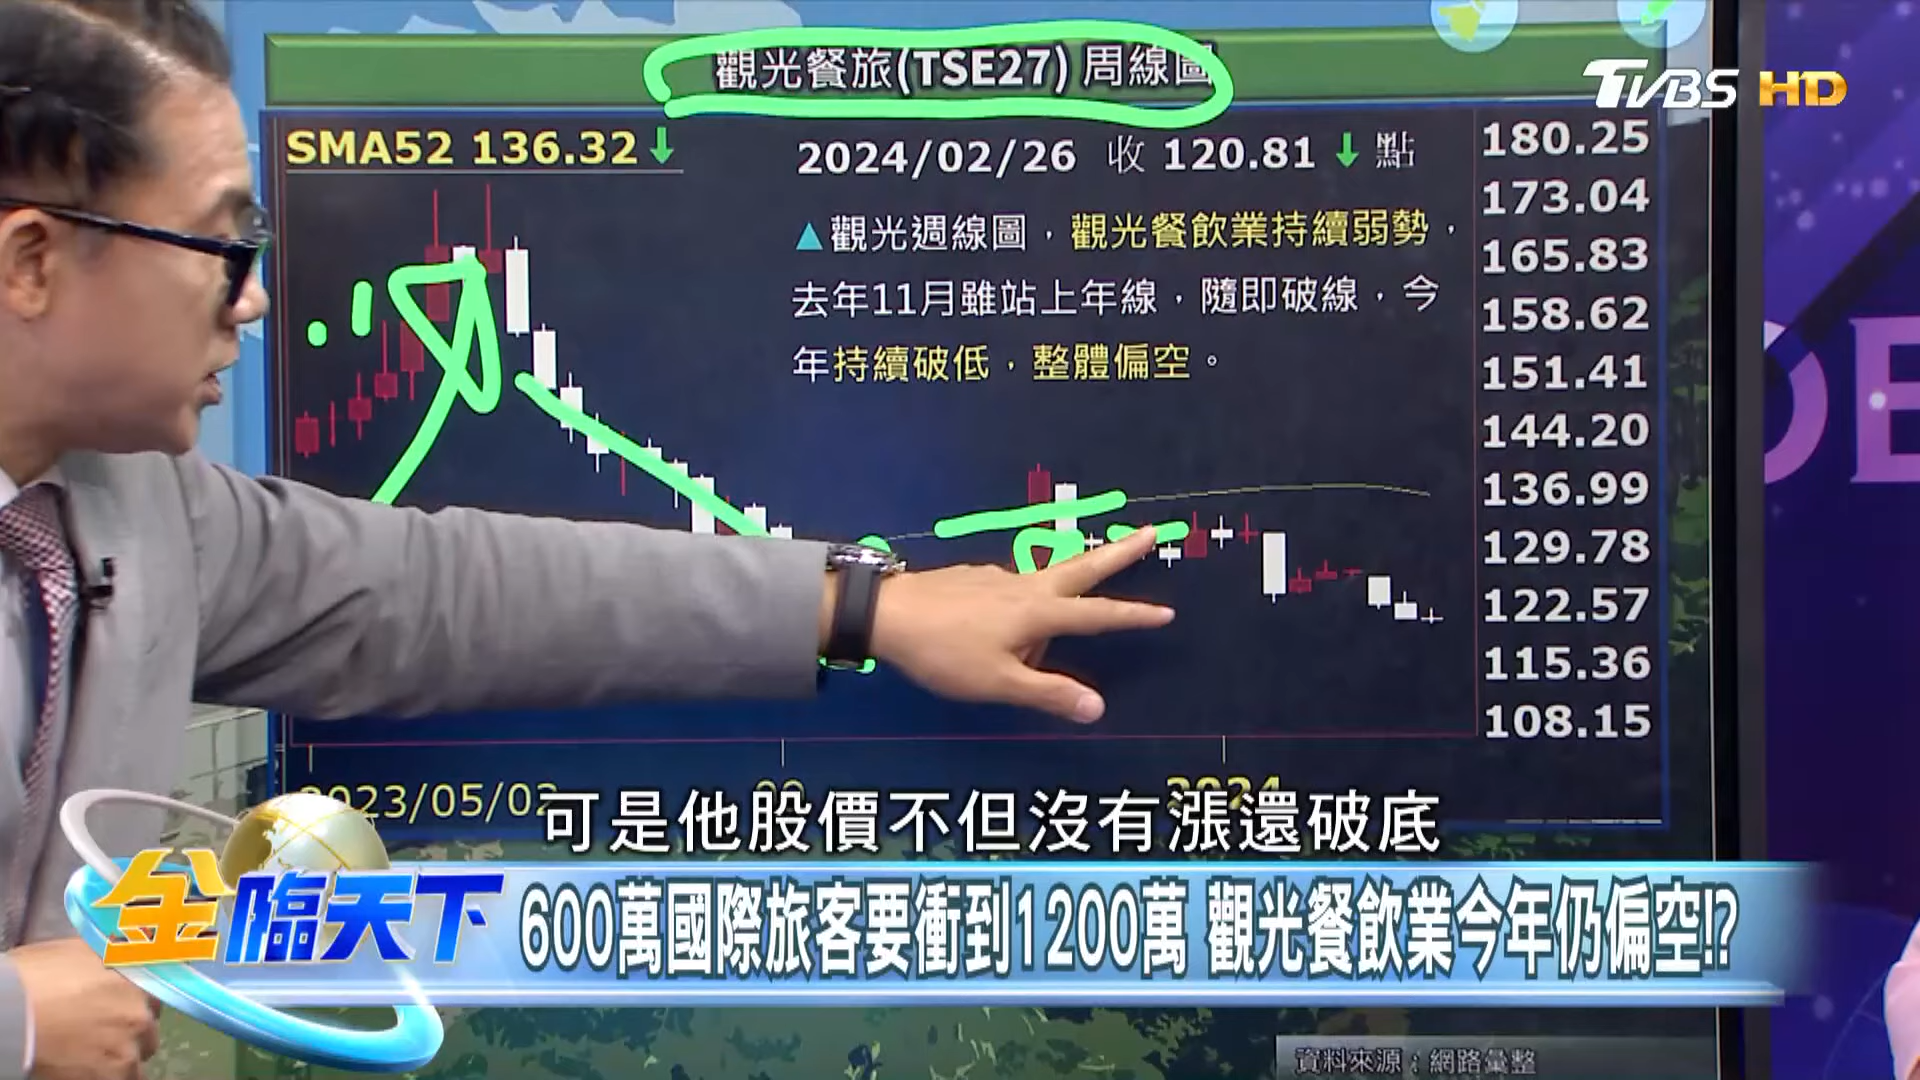 觀光餐旅(TSE27) 周線圖
TVBS HD
SMA52 136.32↓
2024/02/26 收 120.81↓點
▲觀光週線圖，觀光餐飲業持續弱勢，
去年11月雖站上年線，隨即破線，今
年持續破低，整體偏空。
180.25
173.04
165.83
158.62
151.41
144.20
136.99
129.78
122.57
115.36
108.15
2023/05/02
09
2024
可是他股價不但沒有漲還破底
金臨天下
600萬國際旅客要衝到1200萬 觀光餐飲業今年仍偏空!?
資料來源：網路彙整